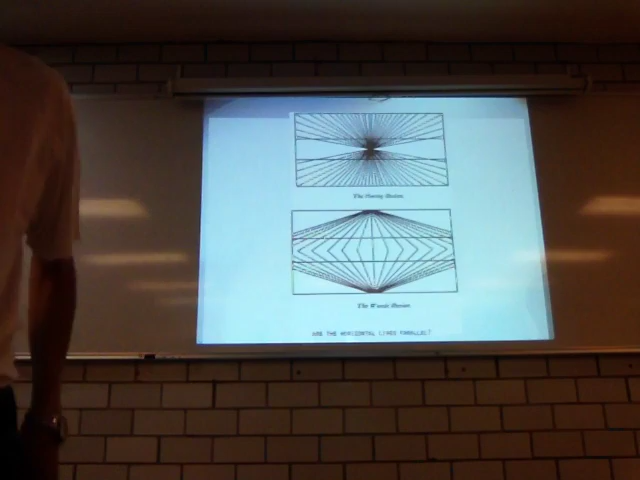 The Hering Illusion
The Wundt Illusion
ARE THE HORIZONTAL LINES PARALLEL?